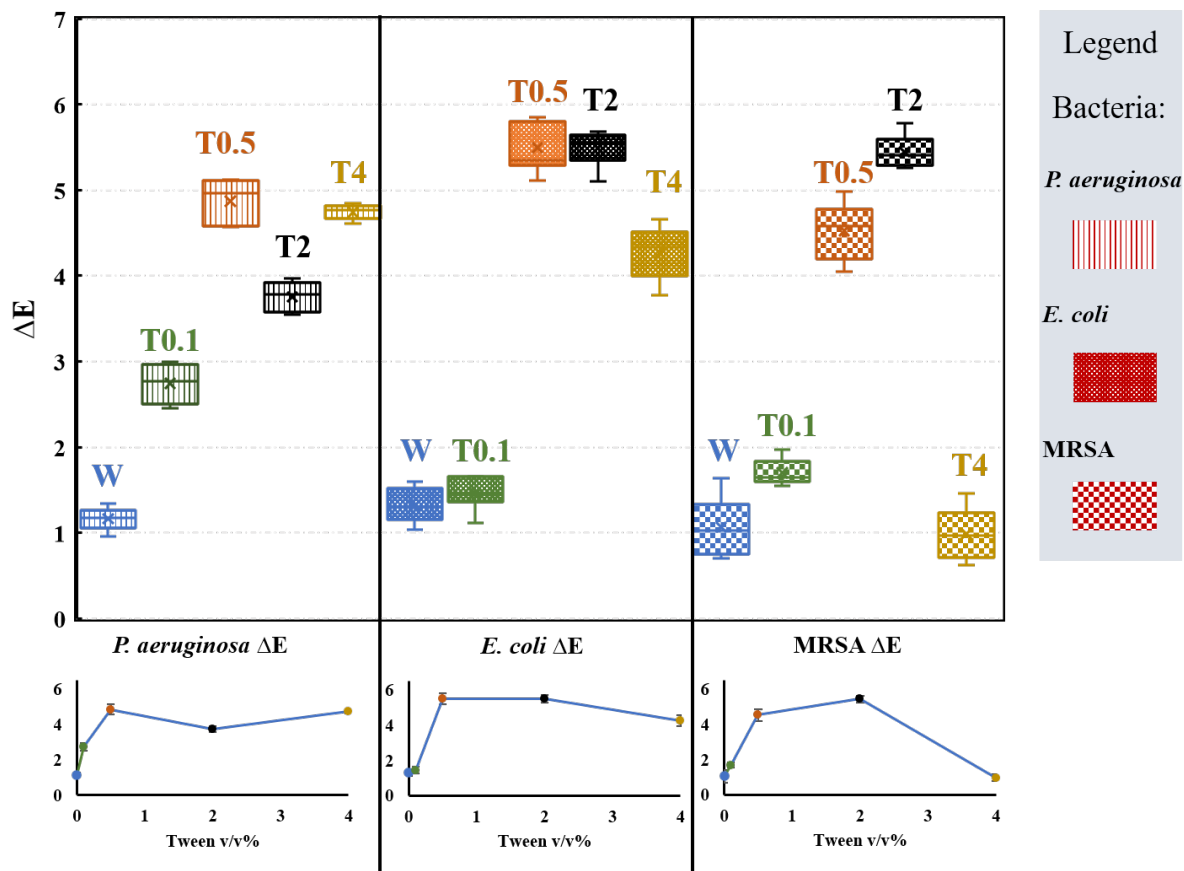 7
6
5
4
3
2
1
0
ΔE
W
T0.1
T0.5
T2
T4
W
T0.1
T0.5
T2
T4
W
T0.1
T0.5
T2
T4
Legend
Bacteria:
P. aeruginosa
E. coli
MRSA
P. aeruginosa ΔE
6
4
2
0
0 1 2 3 4
Tween v/v%
E. coli ΔE
6
4
2
0
0 1 2 3 4
Tween v/v%
MRSA ΔE
6
4
2
0
0 1 2 3 4
Tween v/v%